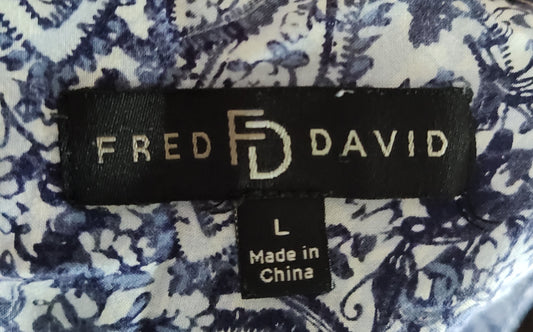 FRED FD DAVID
L
Made in
China